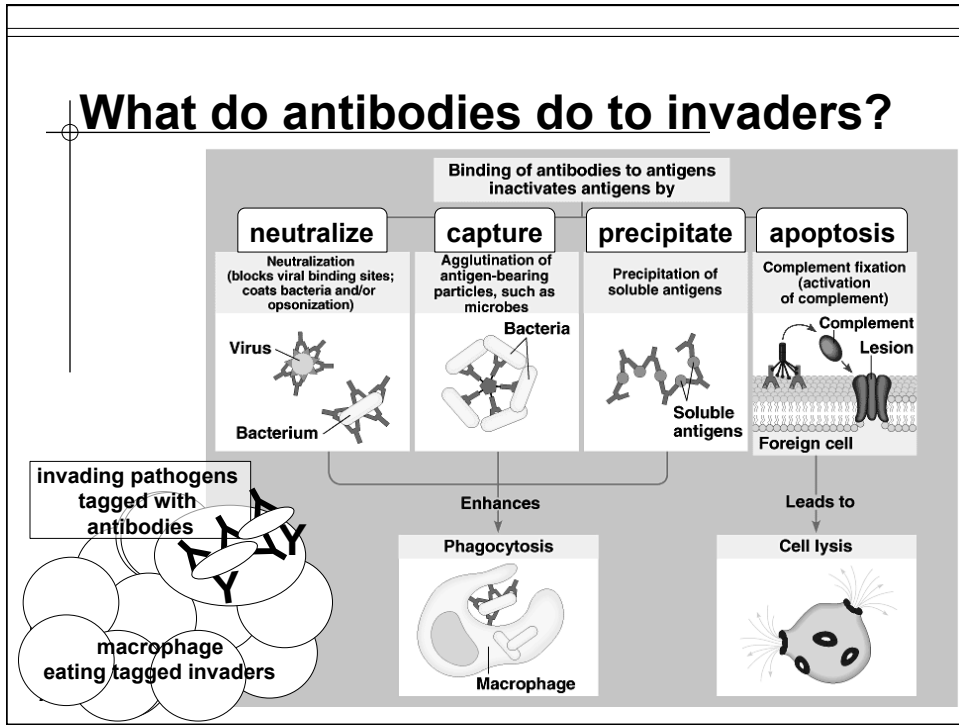 What do antibodies do to invaders?
Binding of antibodies to antigens
inactivates antigens by
neutralize
capture
precipitate
apoptosis
Neutralization
(blocks viral binding sites;
coats bacteria and/or
opsonization)
Agglutination of
antigen-bearing
particles, such as
microbes
Precipitation of
soluble antigens
Complement fixation
(activation
of complement)
Virus
Bacterium
Bacteria
Soluble
antigens
Complement
Lesion
Foreign cell
invading pathogens
tagged with
antibodies
Enhances
Leads to
Phagocytosis
Cell lysis
macrophage
eating tagged invaders
Macrophage